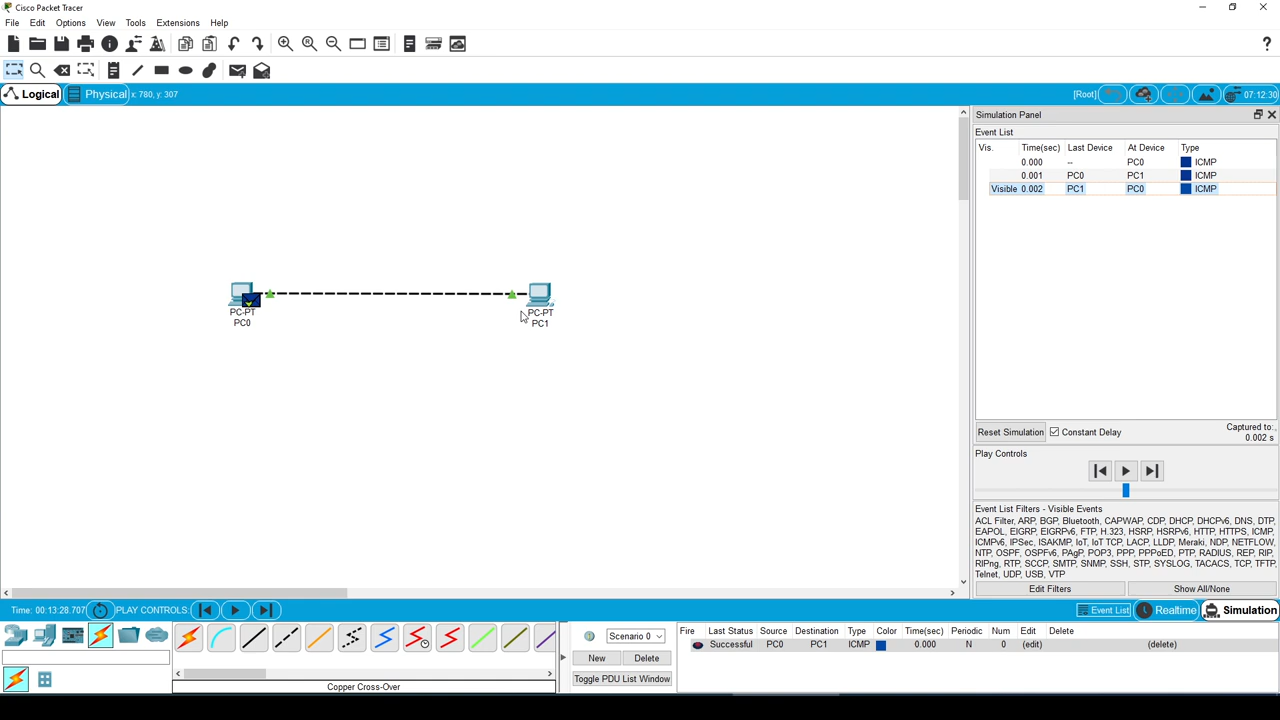 Cisco Packet Tracer
File Edit Options View Tools Extensions Help
Logical Physical x: 780, y: 307 [Root] 07:12:30
Simulation Panel
Event List
Vis. Time(sec) Last Device At Device Type
0.000 -- PC0 ICMP
0.001 PC0 PC1 ICMP
Visible 0.002 PC1 PC0 ICMP
PC-PT
PC0
PC-PT
PC1
Reset Simulation Constant Delay Captured to:,
0.002 s
Play Controls
Event List Filters - Visible Events
ACL Filter, ARP, BGP, Bluetooth, CAPWAP, CDP, DHCP, DHCPv6, DNS, DTP,
EAPOL, EIGRP, EIGRPv6, FTP, H.323, HSRP, HSRPv6, HTTP, HTTPS, ICMP,
ICMPv6, IPSec, ISAKMP, IoT, IoT TCP, LACP, LLDP, Meraki, NDP, NETFLOW,
NTP, OSPF, OSPFv6, PAgP, POP3, PPP, PPPoED, PTP, RADIUS, REP, RIP,
RIPng, RTP, SCCP, SMTP, SNMP, SSH, STP, SYSLOG, TACACS, TCP, TFTP,
Telnet, UDP, USB, VTP
Edit Filters Show All/None
Time: 00:13:28.707 PLAY CONTROLS: Event List Realtime Simulation
Scenario 0
New Delete
Toggle PDU List Window
Fire Last Status Source Destination Type Color Time(sec) Periodic Num Edit Delete
Successful PC0 PC1 ICMP 0.000 N 0 (edit) (delete)
Copper Cross-Over